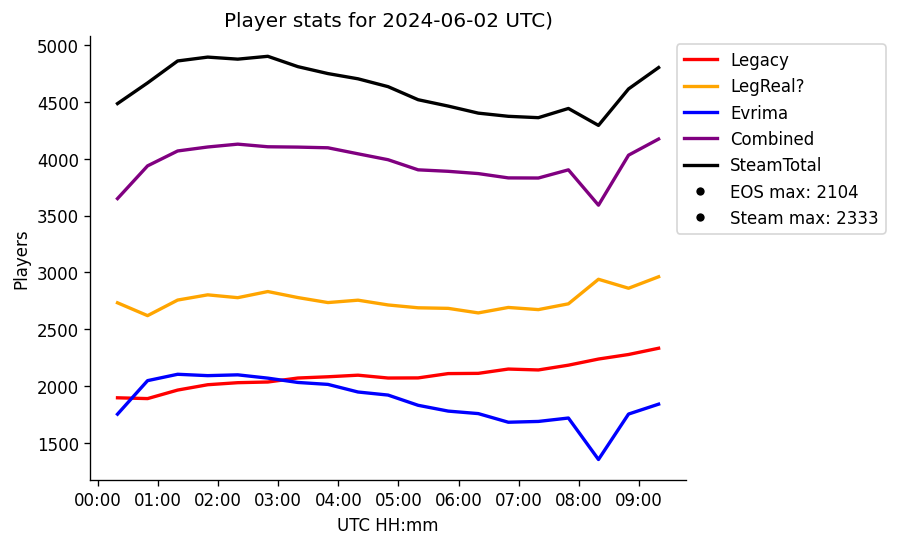 Player stats for 2024-06-02 UTC)
5000
4500
4000
3500
3000
2500
2000
1500
Players
00:00 01:00 02:00 03:00 04:00 05:00 06:00 07:00 08:00 09:00
UTC HH:mm
Legacy
LegReal?
Evrima
Combined
SteamTotal
EOS max: 2104
Steam max: 2333